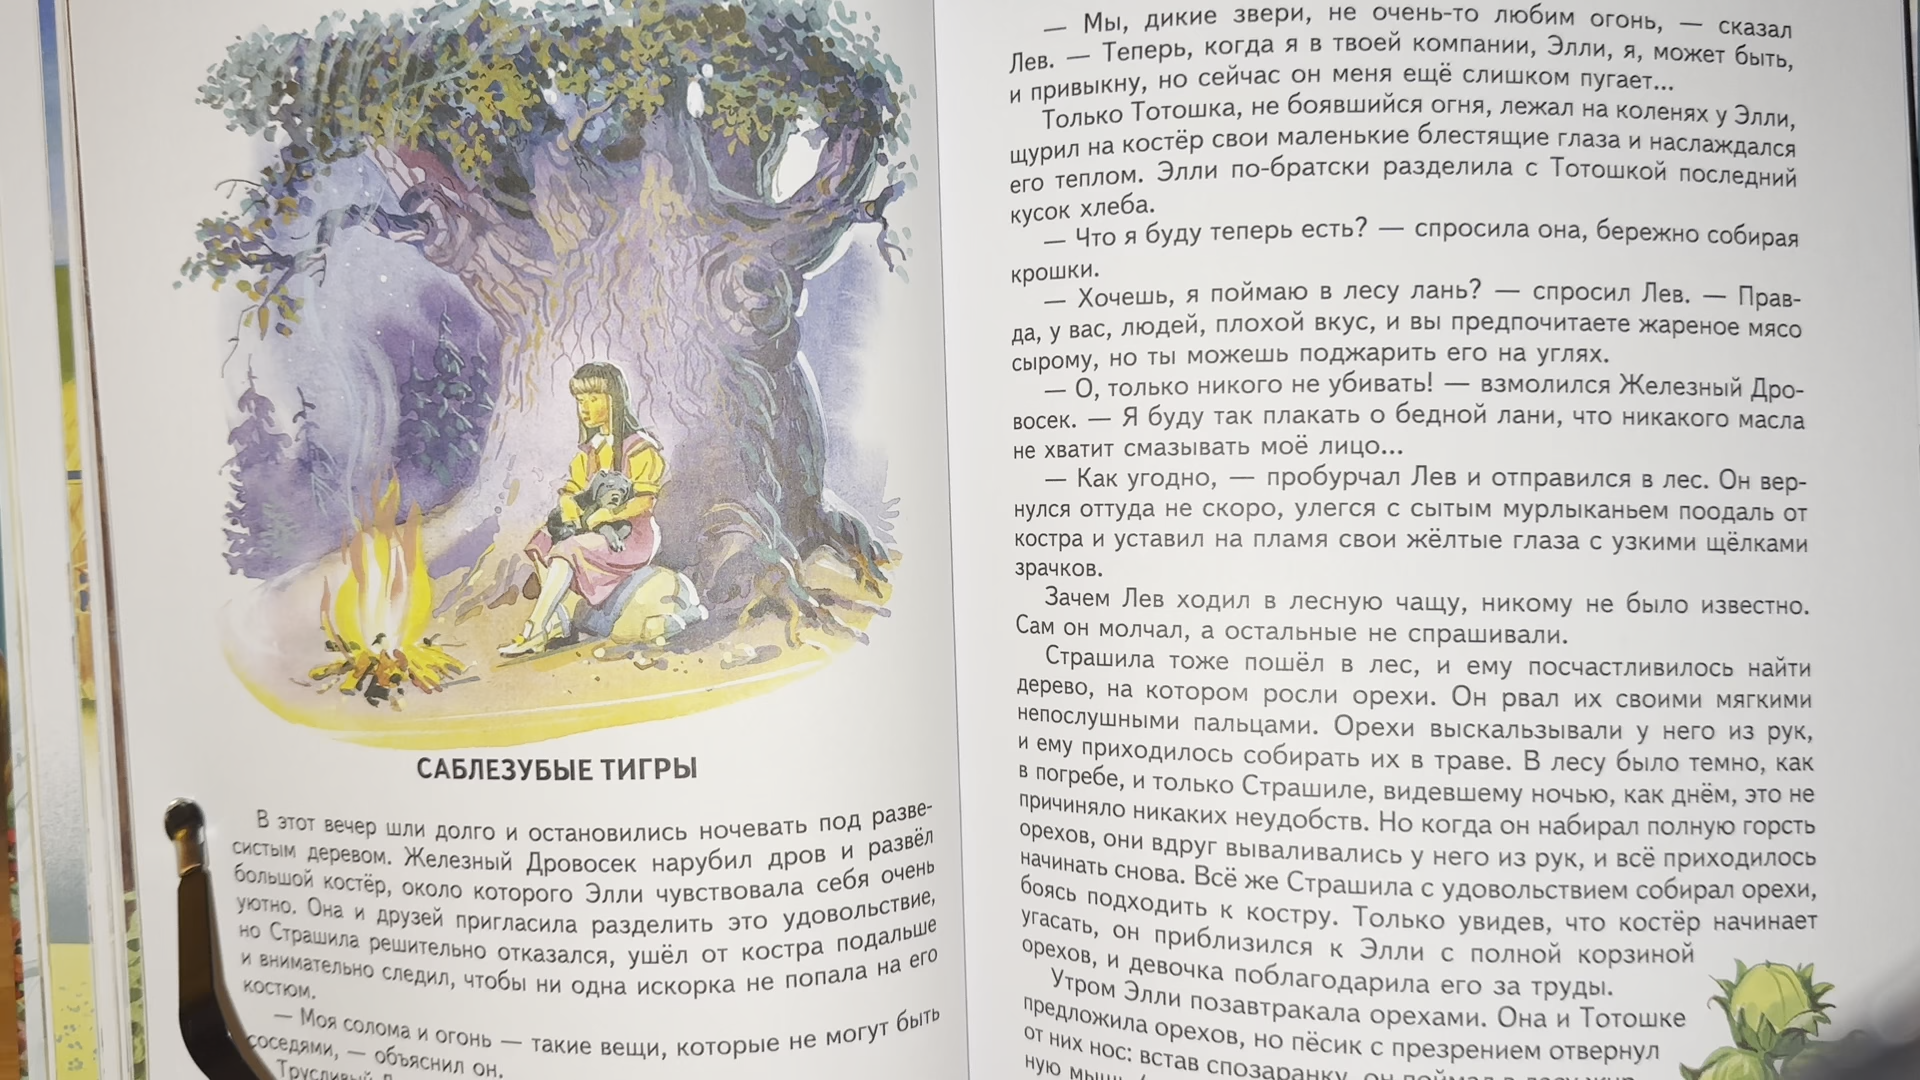 САБЛЕЗУБЫЕ ТИГРЫ
В этот вечер шли долго и остановились ночевать под разве-
систым деревом. Железный Дровосек нарубил дров и развёл
большой костёр, около которого Элли чувствовала себя очень
уютно. Она и друзей пригласила разделить это удовольствие,
но Страшила решительно отказался, ушёл от костра подальше
и внимательно следил, чтобы ни одна искорка не попала на его
костюм.
— Моя солома и огонь — такие вещи, которые не могут быть
соседями, — объяснил он.
Трусливый
— Мы, дикие звери, не очень-то любим огонь, — сказал
Лев. — Теперь, когда я в твоей компании, Элли, я, может быть,
и привыкну, но сейчас он меня ещё слишком пугает...
Только Тотошка, не боявшийся огня, лежал на коленях у Элли,
щурил на костёр свои маленькие блестящие глаза и наслаждался
его теплом. Элли по-братски разделила с Тотошкой последний
кусок хлеба.
— Что я буду теперь есть? — спросила она, бережно собирая
крошки.
— Хочешь, я поймаю в лесу лань? — спросил Лев. — Прав-
да, у вас, людей, плохой вкус, и вы предпочитаете жареное мясо
сырому, но ты можешь поджарить его на углях.
— О, только никого не убивать! — взмолился Железный Дро-
восек. — Я буду так плакать о бедной лани, что никакого масла
не хватит смазывать моё лицо...
— Как угодно, — пробурчал Лев и отправился в лес. Он вер-
нулся оттуда не скоро, улегся с сытым мурлыканьем поодаль от
костра и уставил на пламя свои жёлтые глаза с узкими щёлками
зрачков.
Зачем Лев ходил в лесную чащу, никому не было известно.
Сам он молчал, а остальные не спрашивали.
Страшила тоже пошёл в лес, и ему посчастливилось найти
дерево, на котором росли орехи. Он рвал их своими мягкими
непослушными пальцами. Орехи выскальзывали у него из рук,
и ему приходилось собирать их в траве. В лесу было темно, как
в погребе, и только Страшиле, видевшему ночью, как днём, это не
причиняло никаких неудобств. Но когда он набирал полную горсть
орехов, они вдруг вываливались у него из рук, и всё приходилось
начинать снова. Всё же Страшила с удовольствием собирал орехи,
боясь подходить к костру. Только увидев, что костёр начинает
угасать, он приблизился к Элли с полной корзиной
орехов, и девочка поблагодарила его за труды.
Утром Элли позавтракала орехами. Она и Тотошке
предложила орехов, но пёсик с презрением отвернул
от них нос: встав спозаранку, он поймал в лесу жир-
ную мышь